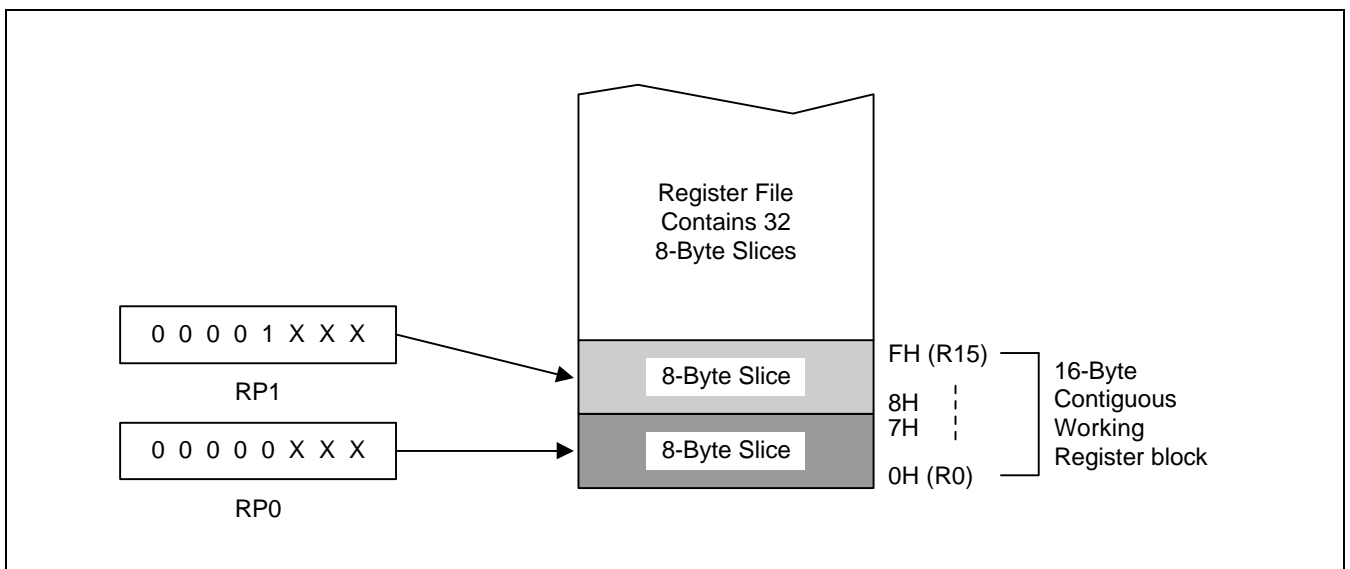 Register File
Contains 32
8-Byte Slices
0 0 0 0 1 X X X
RP1
0 0 0 0 0 X X X
RP0
8-Byte Slice
8-Byte Slice
FH (R15)
8H
7H
0H (R0)
16-Byte
Contiguous
Working
Register block